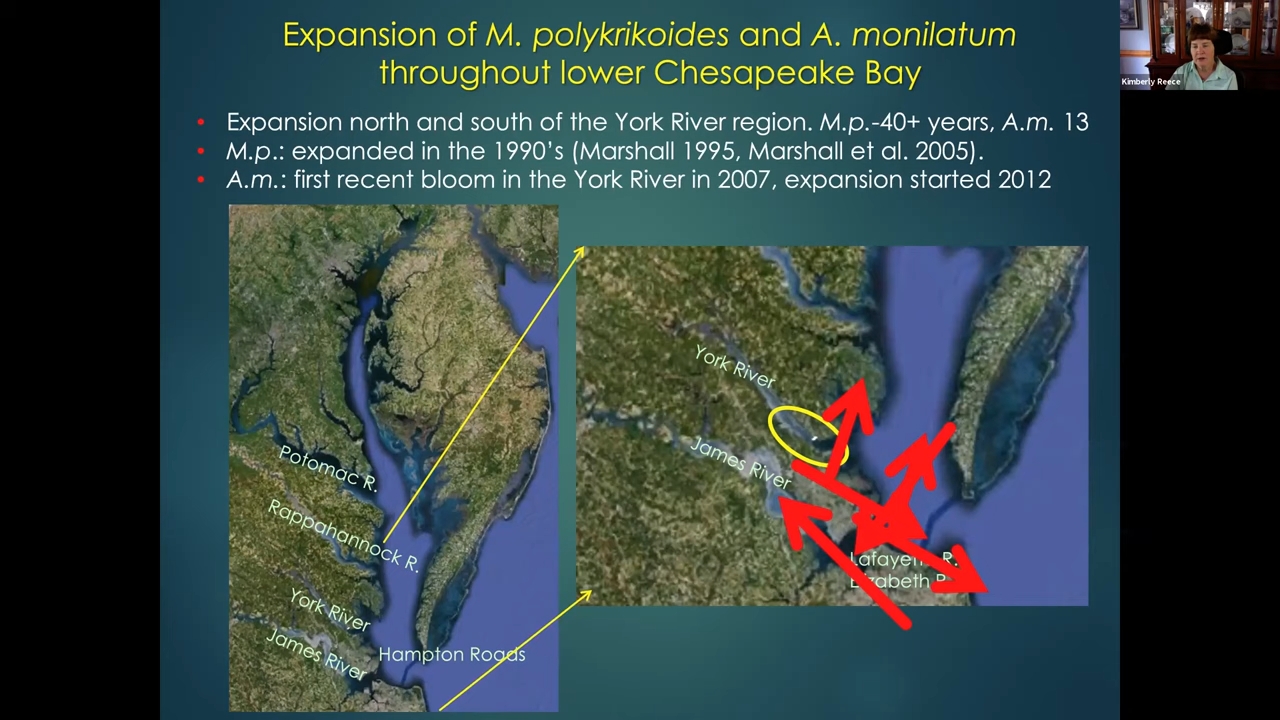 Expansion of M. polykrikoides and A. monilatum
throughout lower Chesapeake Bay
Kimberly Reece
• Expansion north and south of the York River region. M.p.-40+ years, A.m. 13
• M.p.: expanded in the 1990’s (Marshall 1995, Marshall et al. 2005).
• A.m.: first recent bloom in the York River in 2007, expansion started 2012
Potomac R.
Rappahannock R.
York River
James River
Hampton Roads
York River
James River
R.